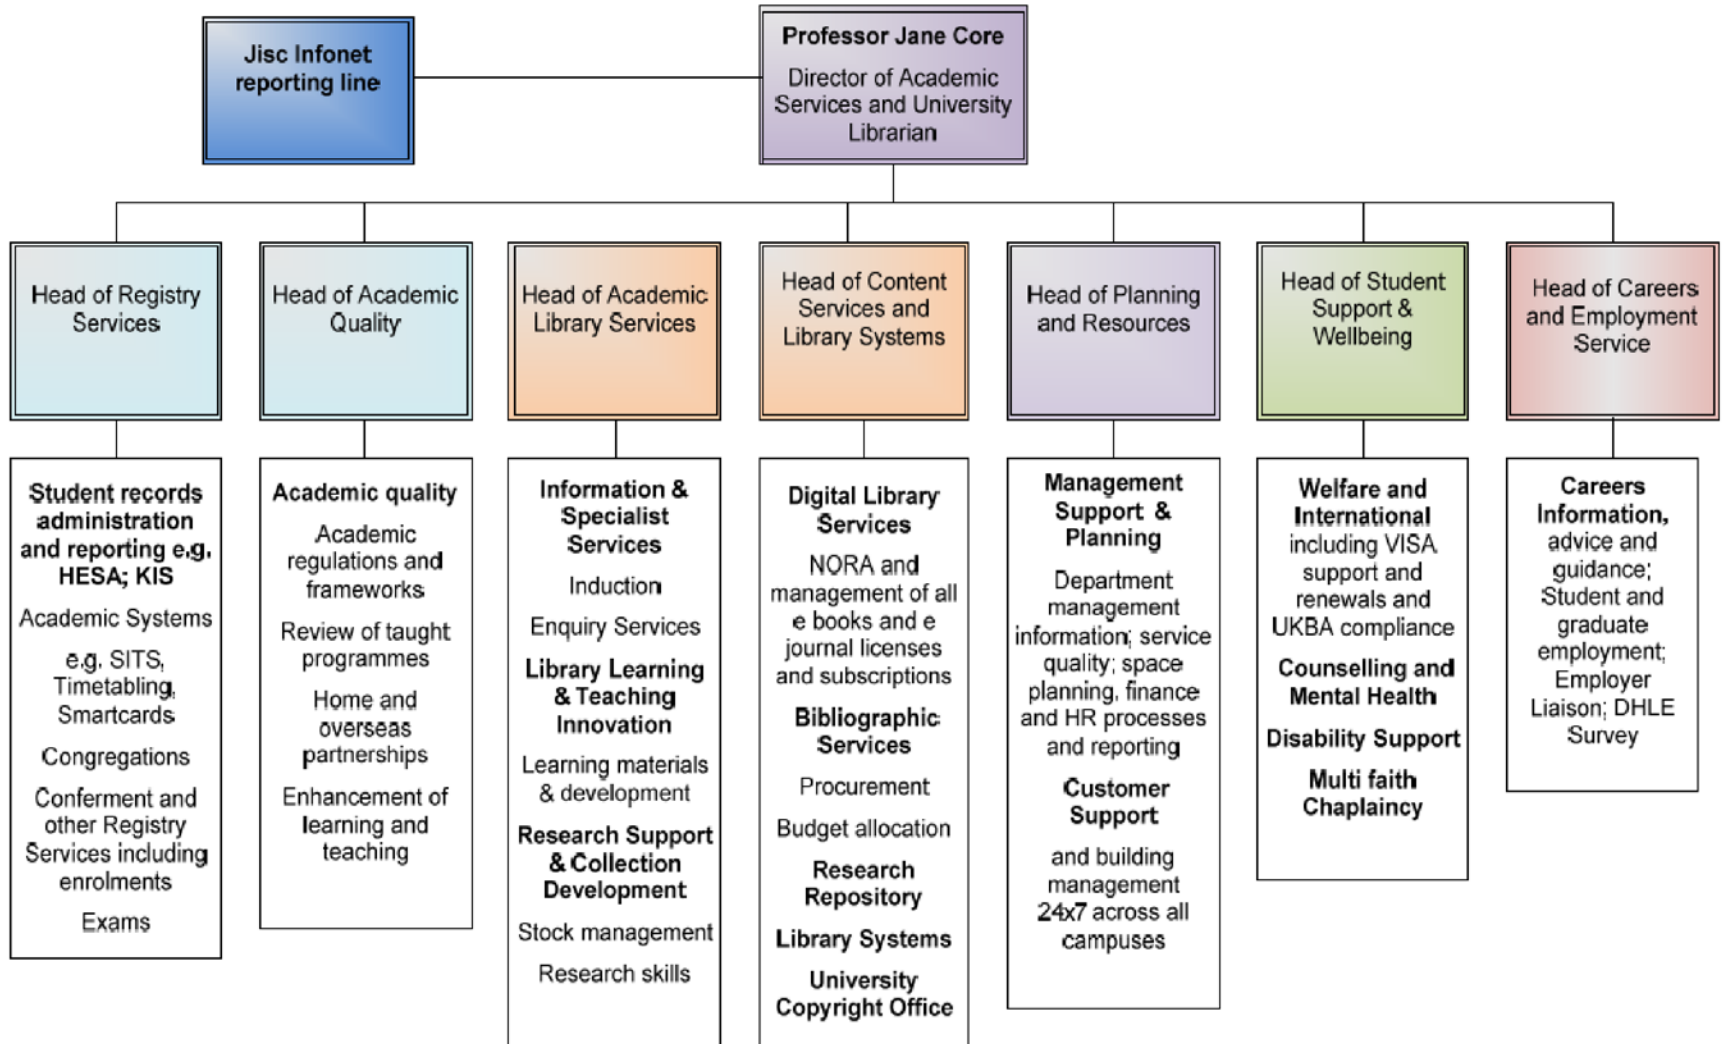 Jisc Infonet
reporting line
Professor Jane Core
Director of Academic
Services and University
Librarian
Head of Registry
Services
Head of Academic
Quality
Head of Academic
Library Services
Head of Content
Services and
Library Systems
Head of Planning
and Resources
Head of Student
Support &
Wellbeing
Head of Careers
and Employment
Service
Student records
administration
and reporting e.g.
HESA; KIS
Academic Systems
e.g. SITS,
Timetabling,
Smartcards
Congregations
Conferment and
other Registry
Services including
enrolments
Exams
Academic quality
Academic
regulations and
frameworks
Review of taught
programmes
Home and
overseas
partnerships
Enhancement of
learning and
teaching
Information &
Specialist
Services
Induction
Enquiry Services
Library Learning
& Teaching
Innovation
Learning materials
& development
Research Support
& Collection
Development
Stock management
Research skills
Digital Library
Services
NORA and
management of all
e books and e
journal licenses
and subscriptions
Bibliographic
Services
Procurement
Budget allocation
Research
Repository
Library Systems
University
Copyright Office
Management
Support &
Planning
Department
management
information; service
quality; space
planning, finance
and HR processes
and reporting
Customer
Support
and building
management
24x7 across all
campuses
Welfare and
International
including VISA
support and
renewals and
UKBA compliance
Counselling and
Mental Health
Disability Support
Multi faith
Chaplaincy
Careers
Information,
advice and
guidance;
Student and
graduate
employment;
Employer
Liaison; DHLE
Survey